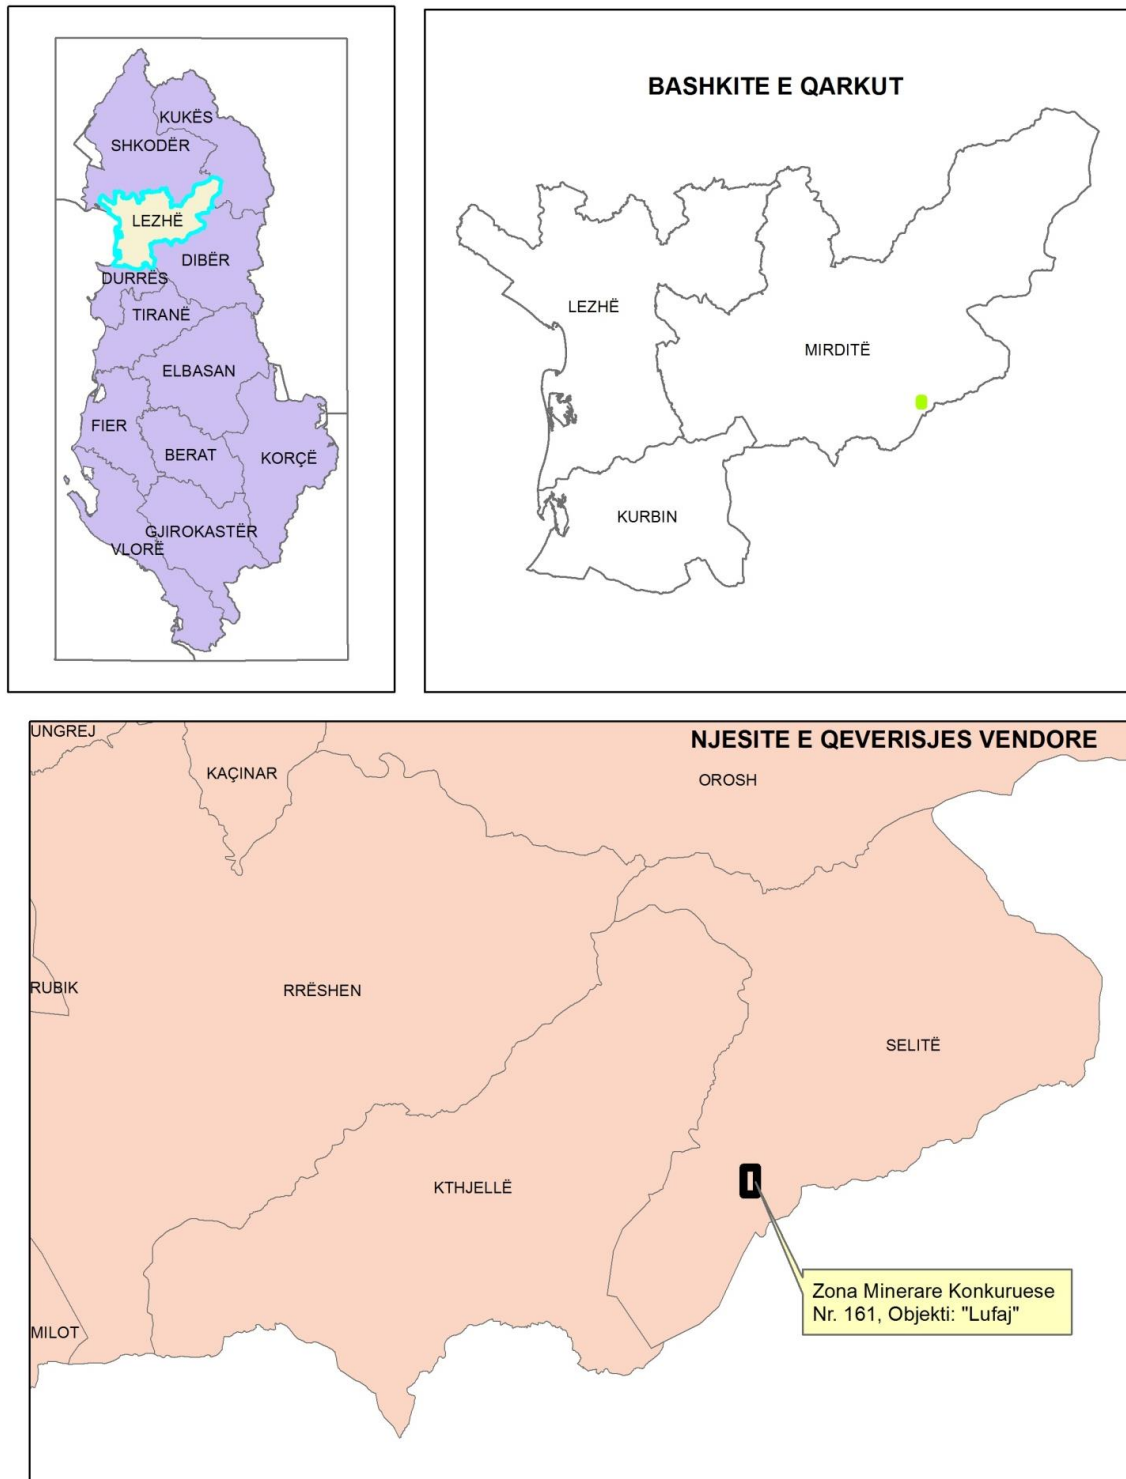 KUKËS
SHKODËR
LEZHË
DIBËR
DURRËS
TIRANË
ELBASAN
FIER
BERAT
KORÇË
GJIROKASTËR
VLORË
BASHKITE E QARKUT
LEZHË
MIRDITË
KURBIN
NJESITE E QEVERISJES VENDORE
UNGREJ
KAÇINAR
OROSH
RUBIK
RRËSHEN
SELITË
KTHJELLË
MILOT
Zona Minerare Konkuruese
Nr. 161, Objekti: "Lufaj"